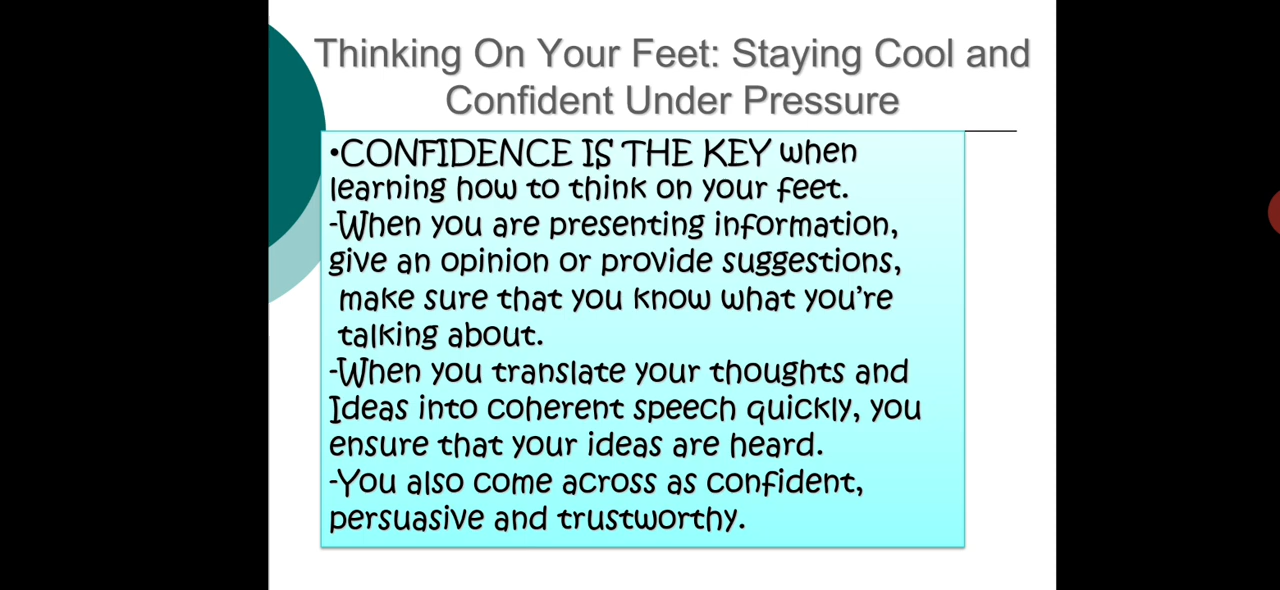 Thinking On Your Feet: Staying Cool and
Confident Under Pressure
•CONFIDENCE IS THE KEY when
learning how to think on your feet.
-When you are presenting information,
give an opinion or provide suggestions,
make sure that you know what you’re
talking about.
-When you translate your thoughts and
Ideas into coherent speech quickly, you
ensure that your ideas are heard.
-You also come across as confident,
persuasive and trustworthy.